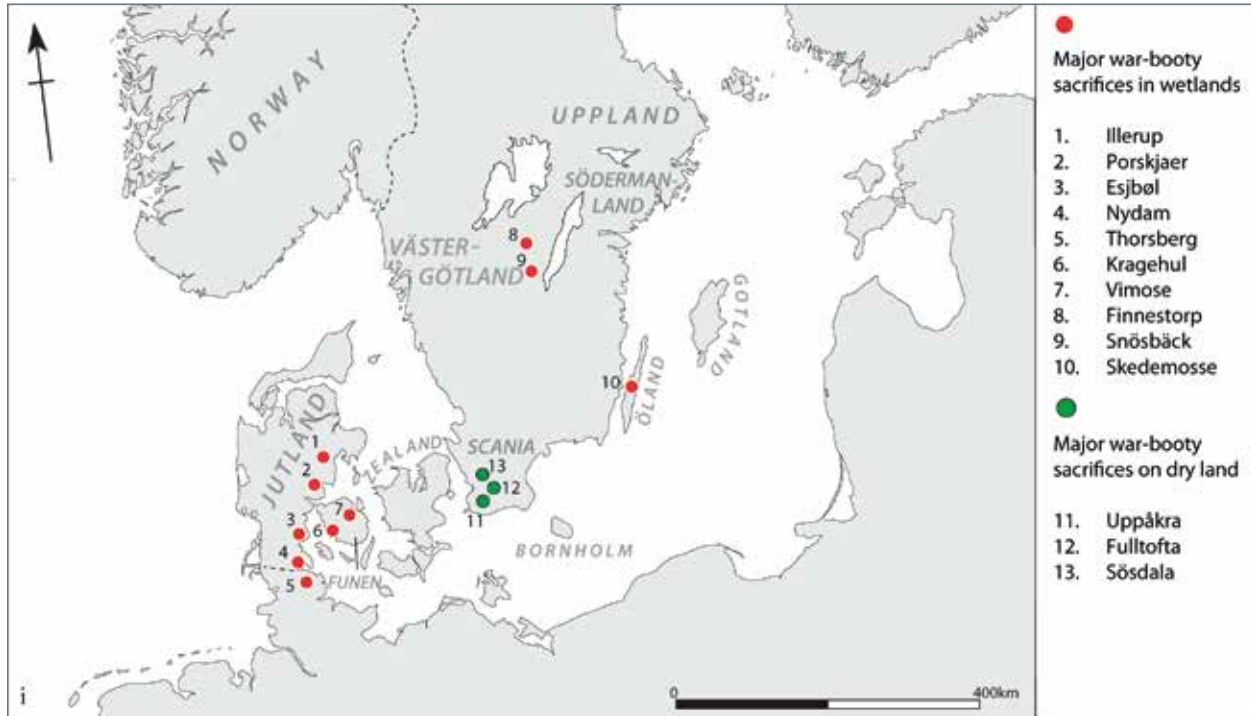 NORWAY
UPPLAND
SÖDERMAN-
LAND
8
9
VÄSTER-
GÖTLAND
GOTLAND
10
ÖLAND
JUTLAND
1
2
3
4
5
6
7
ZEALAND
FUNEN
SCANIA
13
12
11
BORNHOLM
i
0
400km
Major war-booty
sacrifices in wetlands
1. Illerup
2. Porskjaer
3. Esjbøl
4. Nydam
5. Thorsberg
6. Kragehul
7. Vimose
8. Finnestorp
9. Snösbäck
10. Skedemosse
Major war-booty
sacrifices on dry land
11. Uppåkra
12. Fulltofta
13. Sösdala